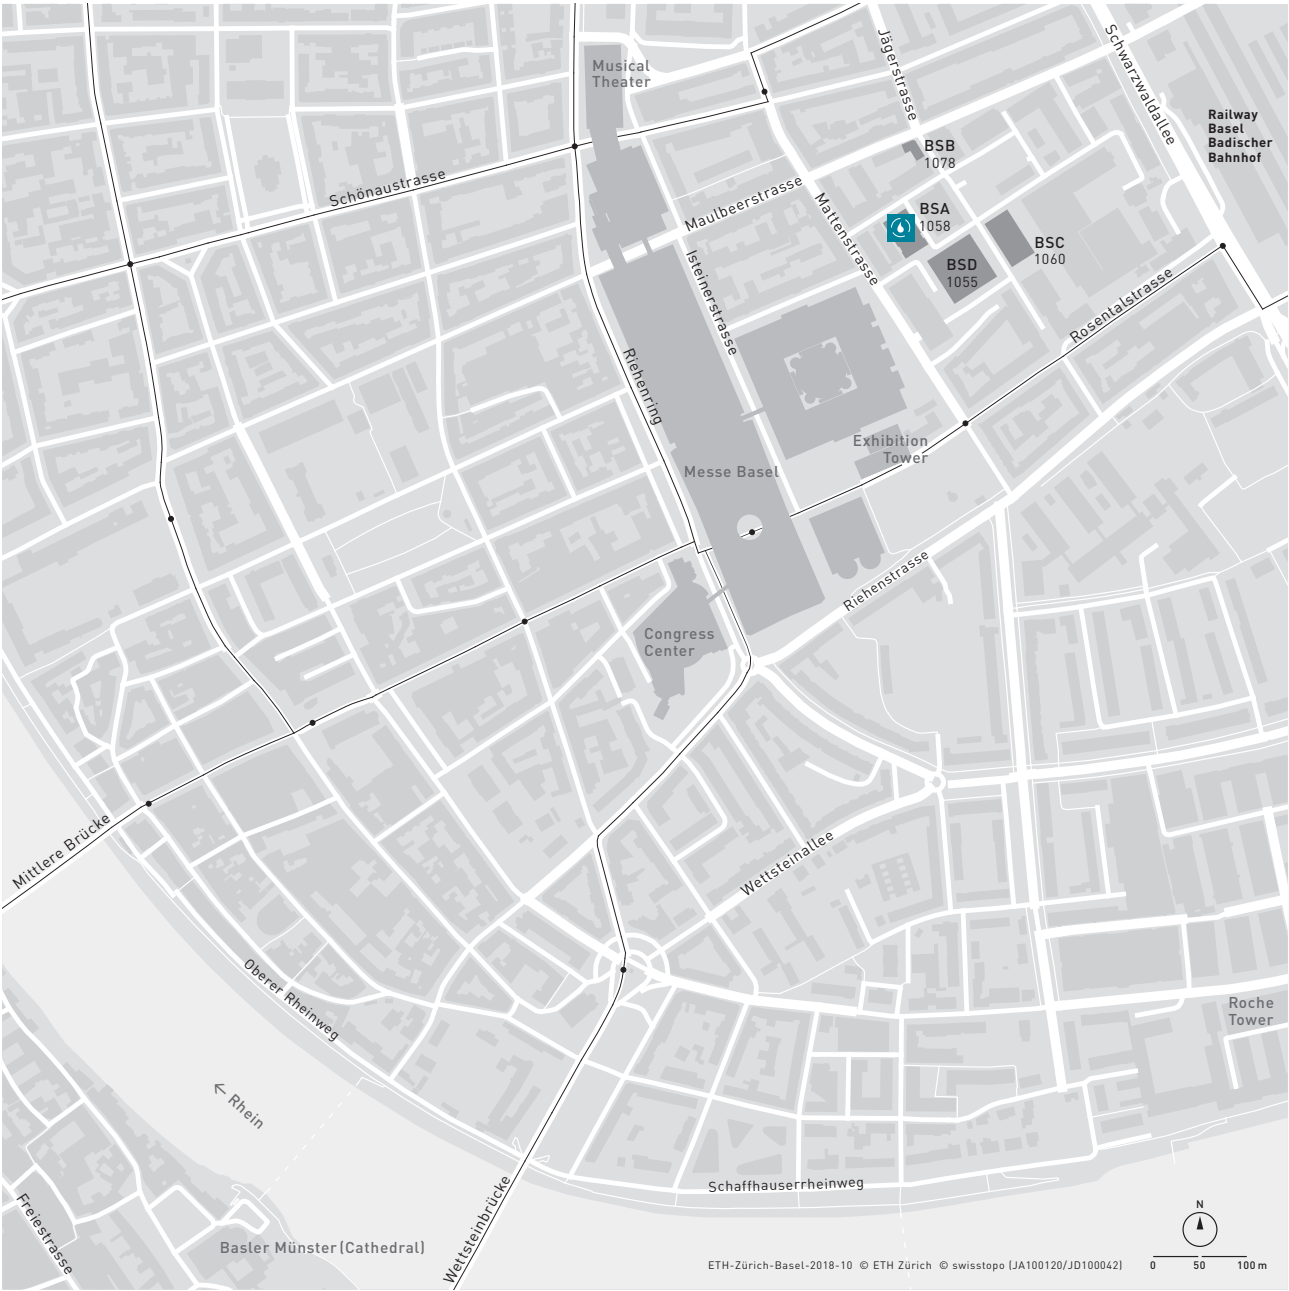 Musical
Theater
Jägerstrasse
Schwarzwaldallee
Railway
Basel
Badischer
Bahnhof
BSB
1078
Schönaustrasse
Maulbeerstrasse
Mattenstrasse
BSA
1058
BSC
1060
BSD
1055
Isteinerstrasse
Rosentalstrasse
Riehenring
Exhibition
Tower
Messe Basel
Riehenstrasse
Congress
Center
Mittlere Brücke
Wettsteinallee
Oberer Rheinweg
Roche
Tower
← Rhein
Schaffhauserrheinweg
Wettsteinbrücke
Freiestrasse
Basler Münster (Cathedral)
N
ETH-Zürich-Basel-2018-10 © ETH Zürich © swisstopo (JA100120/JD100042)
0 50 100 m